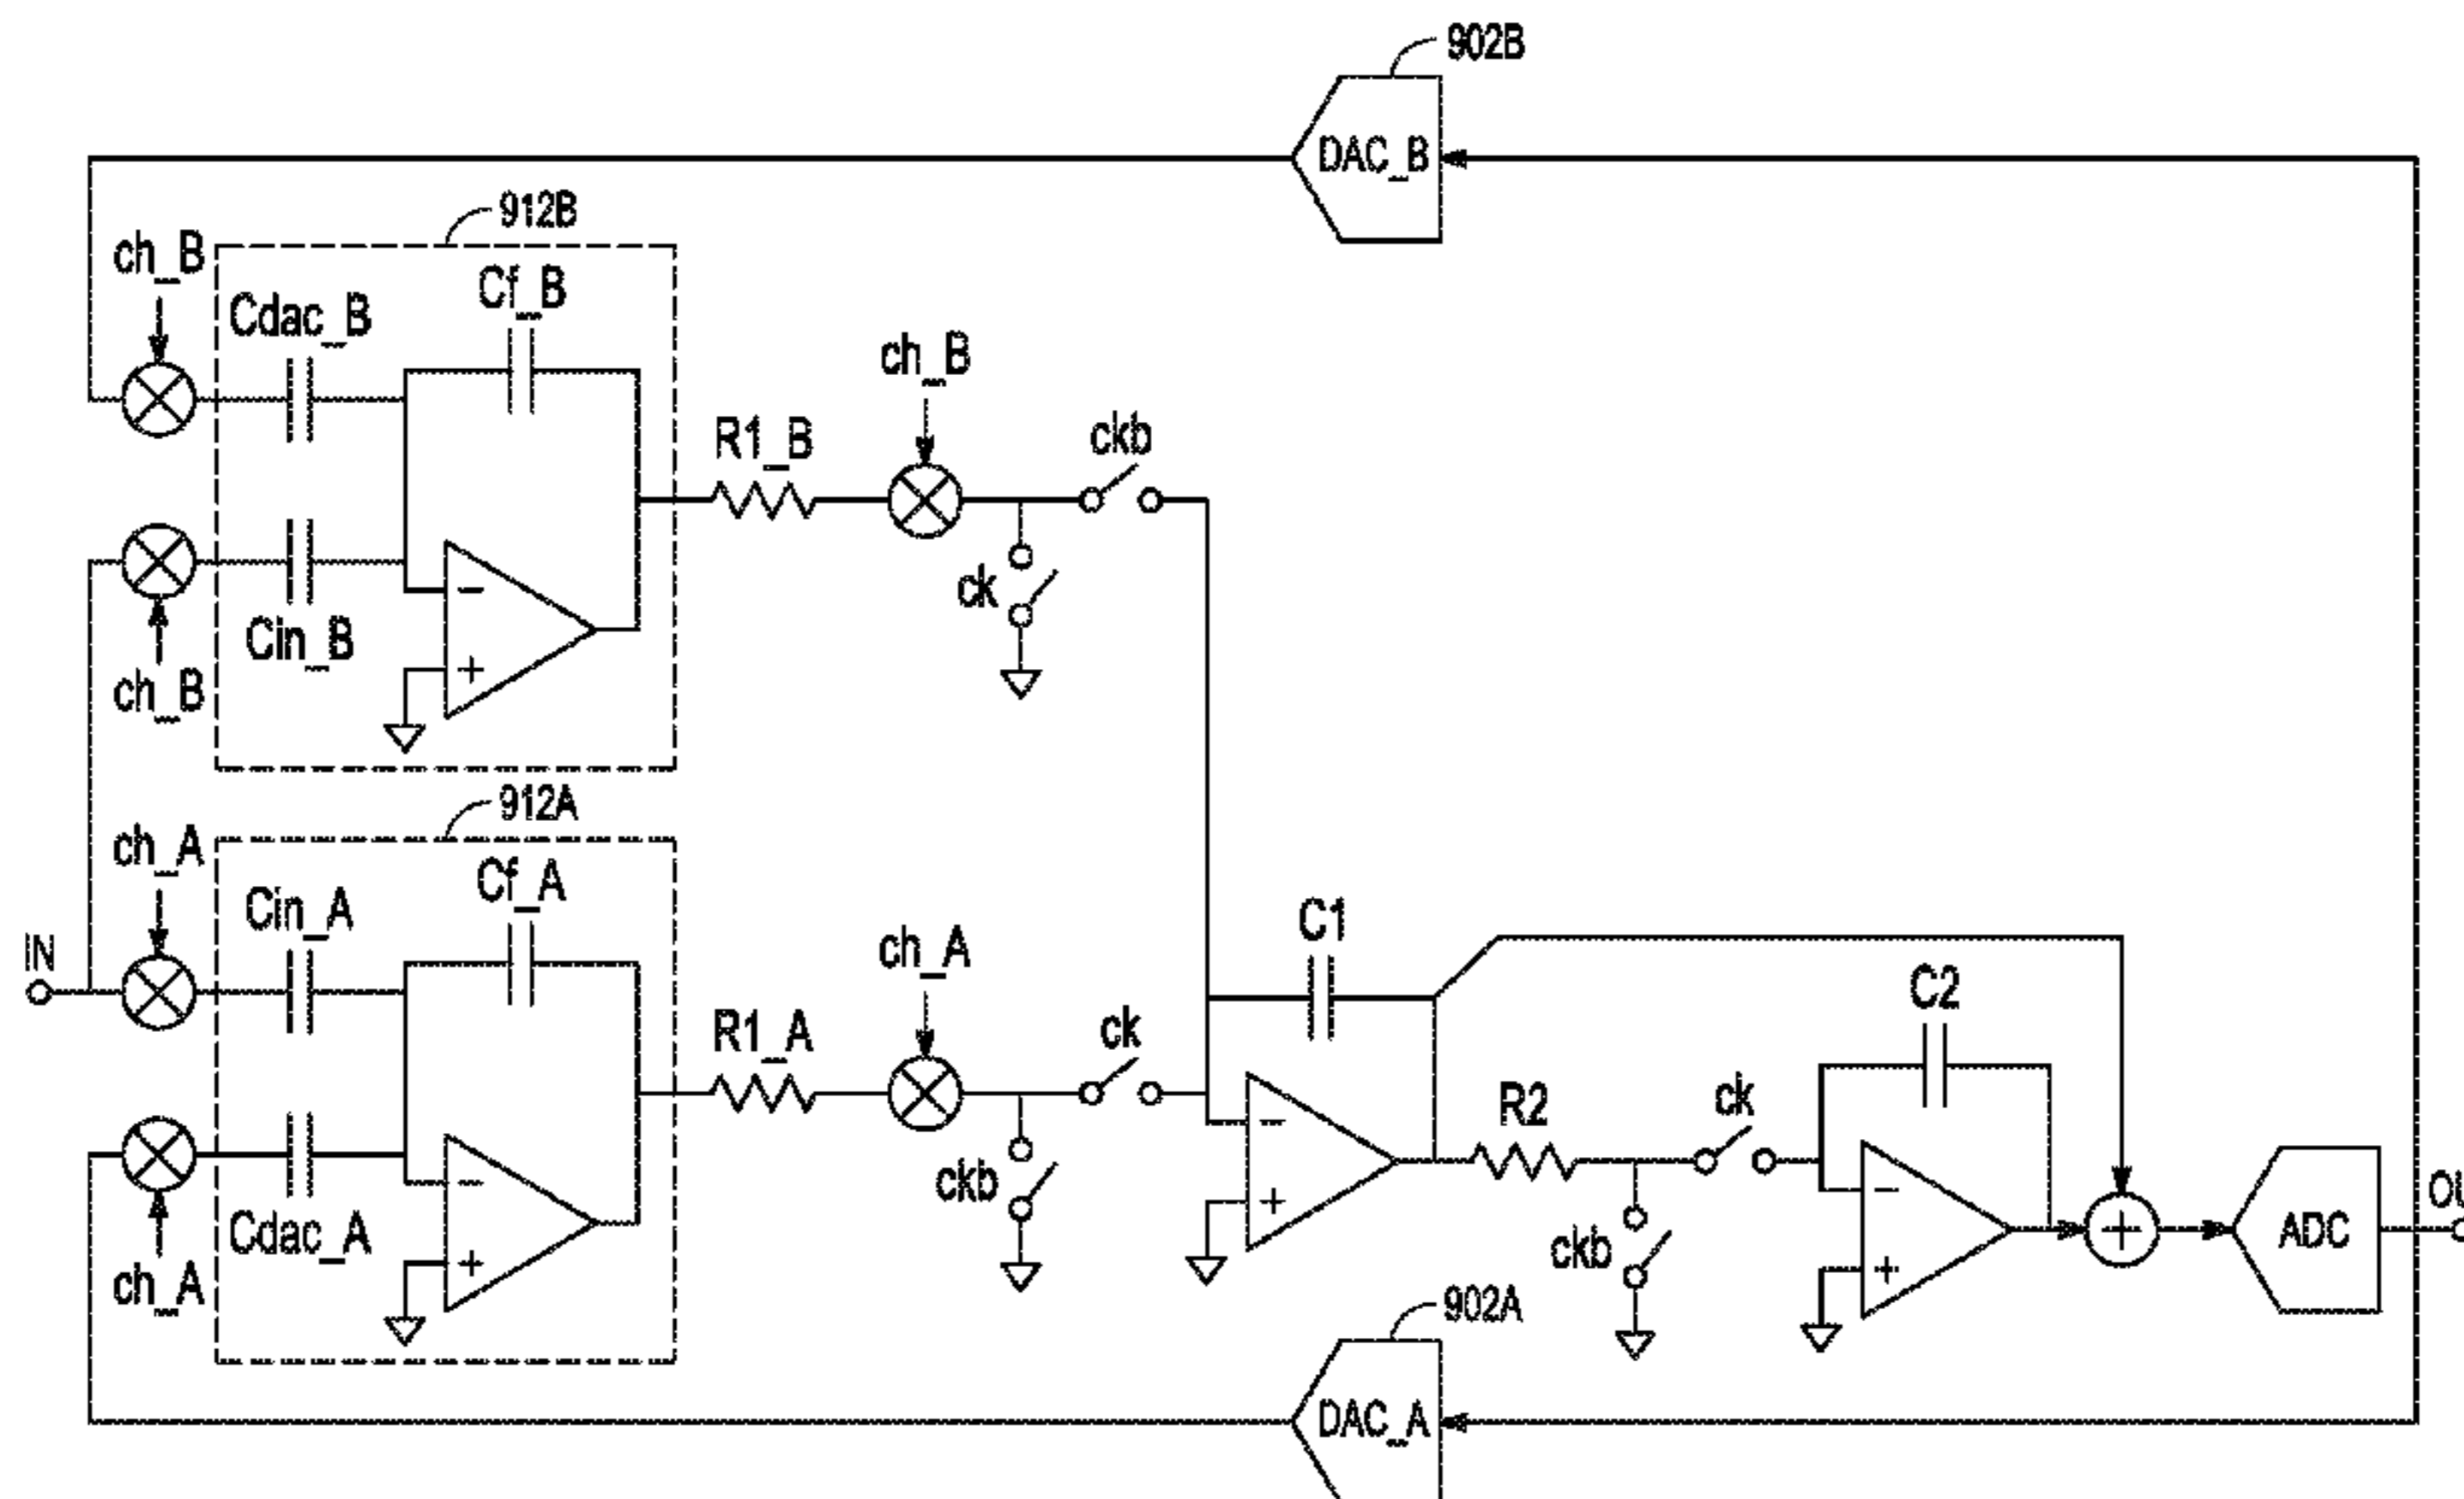 902B
DAC_B
912B
ch_B
Cdac_B
Cf_B
ch_B
R1_B
ckb
ck
Cin_B
ch_B
912A
ch_A
Cin_A
Cf_A
IN
ch_A
C1
C2
R1_A
ck
R2
ck
ckb
Cdac_A
ch_A
ckb
ADC
OU
902A
DAC_A